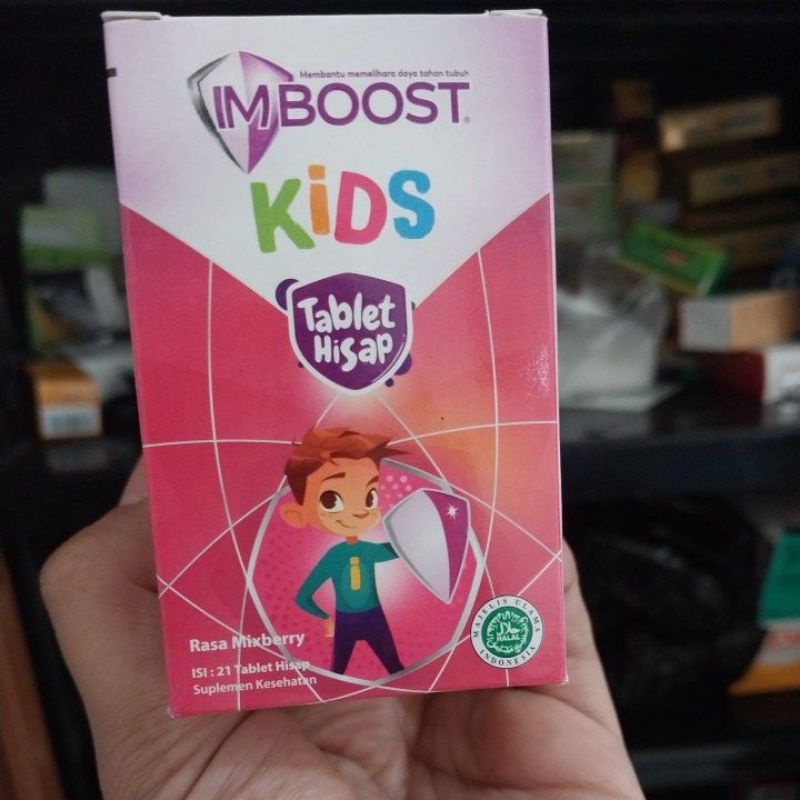 Membantu memelihara daya tahan tubuh
IMBOOST®
KiDS
Tablet
Hisap
i
Rasa Mixberry
ISI : 21 Tablet Hisap
Suplemen Kesehatan
MAJELIS ULAMA
حلال
HALAL
INDONESIA